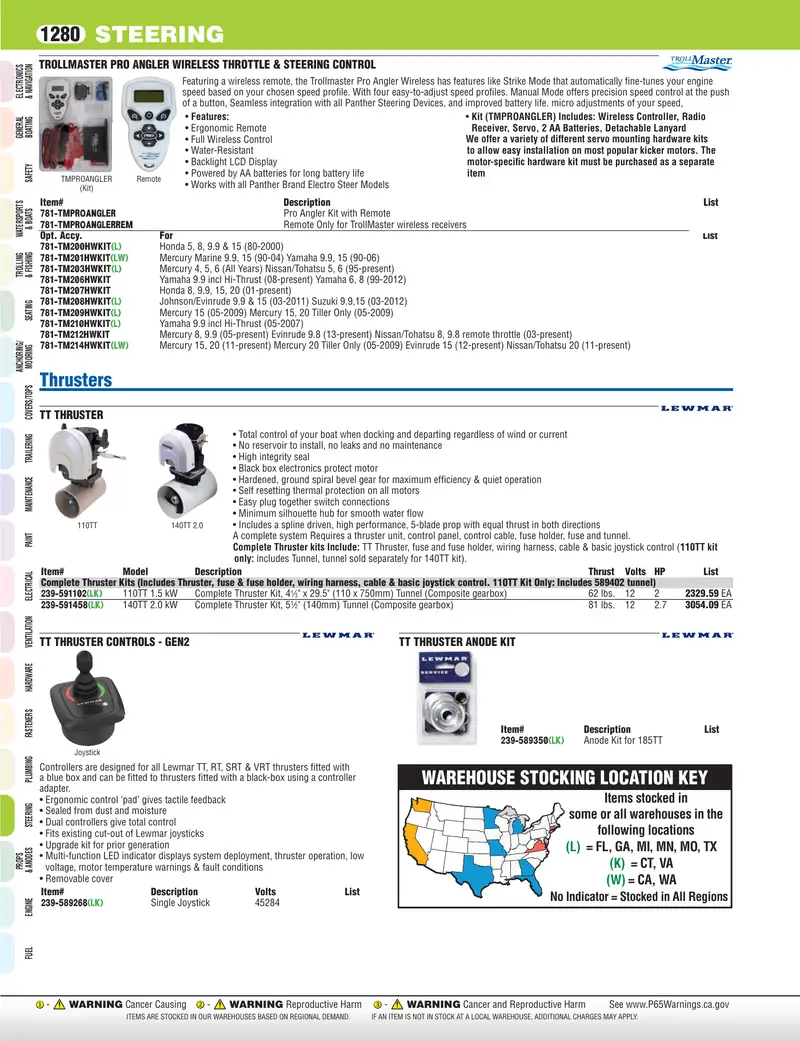 1280 STEERING
ELECTRONICS & NAVIGATION
GENERAL BOATING
SAFETY
WATERSPORTS & BOATS
TROLLING & FISHING
SEATING
ANCHORING/ MOORING
COVERS/TOPS
TRAILERING
MAINTENANCE
PAINT
ELECTRICAL
VENTILATION
HARDWARE
FASTENERS
PLUMBING
STEERING
PROPS & ANODES
ENGINE
FUEL
TROLLMASTER PRO ANGLER WIRELESS THROTTLE & STEERING CONTROL
TROLLMaster
Featuring a wireless remote, the Trollmaster Pro Angler Wireless has features like Strike Mode that automatically fine-tunes your engine
speed based on your chosen speed profile. With four easy-to-adjust speed profiles. Manual Mode offers precision speed control at the push
of a button, Seamless integration with all Panther Steering Devices, and improved battery life. micro adjustments of your speed,
• Features:
• Ergonomic Remote
• Full Wireless Control
• Water-Resistant
• Backlight LCD Display
• Powered by AA batteries for long battery life
• Works with all Panther Brand Electro Steer Models
• Kit (TMPROANGLER) Includes: Wireless Controller, Radio
Receiver, Servo, 2 AA Batteries, Detachable Lanyard
We offer a variety of different servo mounting hardware kits
to allow easy installation on most popular kicker motors. The
motor-specific hardware kit must be purchased as a separate
item
TMPROANGLER
(Kit)
Remote
Item# Description List
781-TMPROANGLER Pro Angler Kit with Remote
781-TMPROANGLERREM Remote Only for TrollMaster wireless receivers
Opt. Accy. For LIST
781-TM200HWKIT(L) Honda 5, 8, 9.9 & 15 (80-2000)
781-TM201HWKIT(LW) Mercury Marine 9.9, 15 (90-04) Yamaha 9.9, 15 (90-06)
781-TM203HWKIT(L) Mercury 4, 5, 6 (All Years) Nissan/Tohatsu 5, 6 (95-present)
781-TM206HWKIT Yamaha 9.9 incl Hi-Thrust (08-present) Yamaha 6, 8 (99-2012)
781-TM207HWKIT Honda 8, 9.9, 15, 20 (01-present)
781-TM208HWKIT(L) Johnson/Evinrude 9.9 & 15 (03-2011) Suzuki 9.9,15 (03-2012)
781-TM209HWKIT(L) Mercury 15 (05-2009) Mercury 15, 20 Tiller Only (05-2009)
781-TM210HWKIT(L) Yamaha 9.9 incl Hi-Thrust (05-2007)
781-TM212HWKIT Mercury 8, 9.9 (05-present) Evinrude 9.8 (13-present) Nissan/Tohatsu 8, 9.8 remote throttle (03-present)
781-TM214HWKIT(LW) Mercury 15, 20 (11-present) Mercury 20 Tiller Only (05-2009) Evinrude 15 (12-present) Nissan/Tohatsu 20 (11-present)
Thrusters
TT THRUSTER
LEWMAR
• Total control of your boat when docking and departing regardless of wind or current
• No reservoir to install, no leaks and no maintenance
• High integrity seal
• Black box electronics protect motor
• Hardened, ground spiral bevel gear for maximum efficiency & quiet operation
• Self resetting thermal protection on all motors
• Easy plug together switch connections
• Minimum silhouette hub for smooth water flow
• Includes a spline driven, high performance, 5-blade prop with equal thrust in both directions
A complete system Requires a thruster unit, control panel, control cable, fuse holder, fuse and tunnel.
Complete Thruster kits Include: TT Thruster, fuse and fuse holder, wiring harness, cable & basic joystick control (110TT kit
only: includes Tunnel, tunnel sold separately for 140TT kit).
110TT
140TT 2.0
Item# Model Description Thrust Volts HP List
Complete Thruster Kits (Includes Thruster, fuse & fuse holder, wiring harness, cable & basic joystick control. 110TT Kit Only: Includes 589402 tunnel)
239-591102(LK) 110TT 1.5 kW Complete Thruster Kit, 4½" x 29.5" (110 x 750mm) Tunnel (Composite gearbox) 62 lbs. 12 2 2329.59 EA
239-591458(LK) 140TT 2.0 kW Complete Thruster Kit, 5½" (140mm) Tunnel (Composite gearbox) 81 lbs. 12 2.7 3054.09 EA
TT THRUSTER CONTROLS - GEN2
LEWMAR
LEWMAR
Joystick
Controllers are designed for all Lewmar TT, RT, SRT & VRT thrusters fitted with
a blue box and can be fitted to thrusters fitted with a black-box using a controller
adapter.
• Ergonomic control ‘pad’ gives tactile feedback
• Sealed from dust and moisture
• Dual controllers give total control
• Fits existing cut-out of Lewmar joysticks
• Upgrade kit for prior generation
• Multi-function LED indicator displays system deployment, thruster operation, low
voltage, motor temperature warnings & fault conditions
• Removable cover
Item# Description Volts List
239-589268(LK) Single Joystick 45284
TT THRUSTER ANODE KIT
LEWMAR
LEWMAR
SERVICE
Item# Description List
239-589350(LK) Anode Kit for 185TT
WAREHOUSE STOCKING LOCATION KEY
Items stocked in
some or all warehouses in the
following locations
(L) = FL, GA, MI, MN, MO, TX
(K) = CT, VA
(W) = CA, WA
No Indicator = Stocked in All Regions
1 - WARNING Cancer Causing 2 - WARNING Reproductive Harm 3 - WARNING Cancer and Reproductive Harm See www.P65Warnings.ca.gov
ITEMS ARE STOCKED IN OUR WAREHOUSES BASED ON REGIONAL DEMAND. IF AN ITEM IS NOT IN STOCK AT A LOCAL WAREHOUSE, ADDITIONAL CHARGES MAY APPLY.